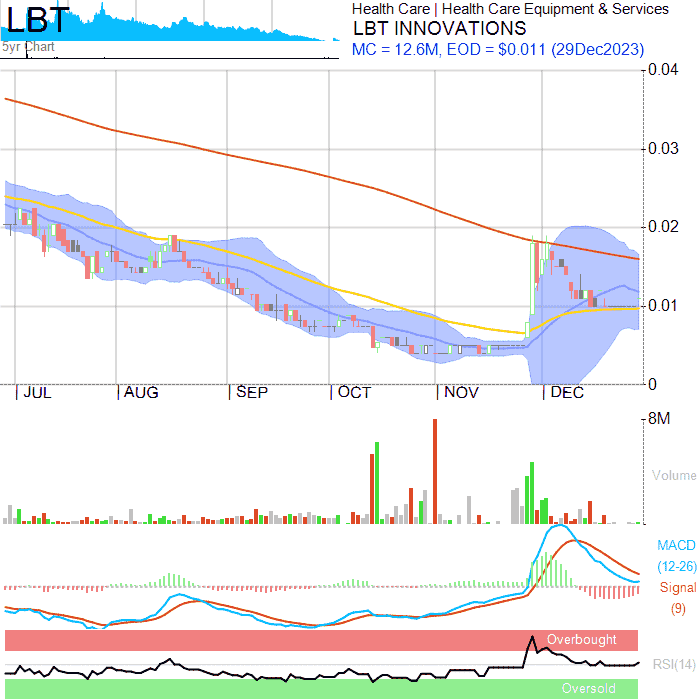 LBT
5yr Chart
Health Care | Health Care Equipment & Services
LBT INNOVATIONS
MC = 12.6M, EOD = $0.011 (29Dec2023)
0.04
0.03
0.02
0.01
0
JUL AUG SEP OCT NOV DEC
8M
Volume
MACD
(12-26)
Signal
(9)
Overbought
RSI(14)
Oversold